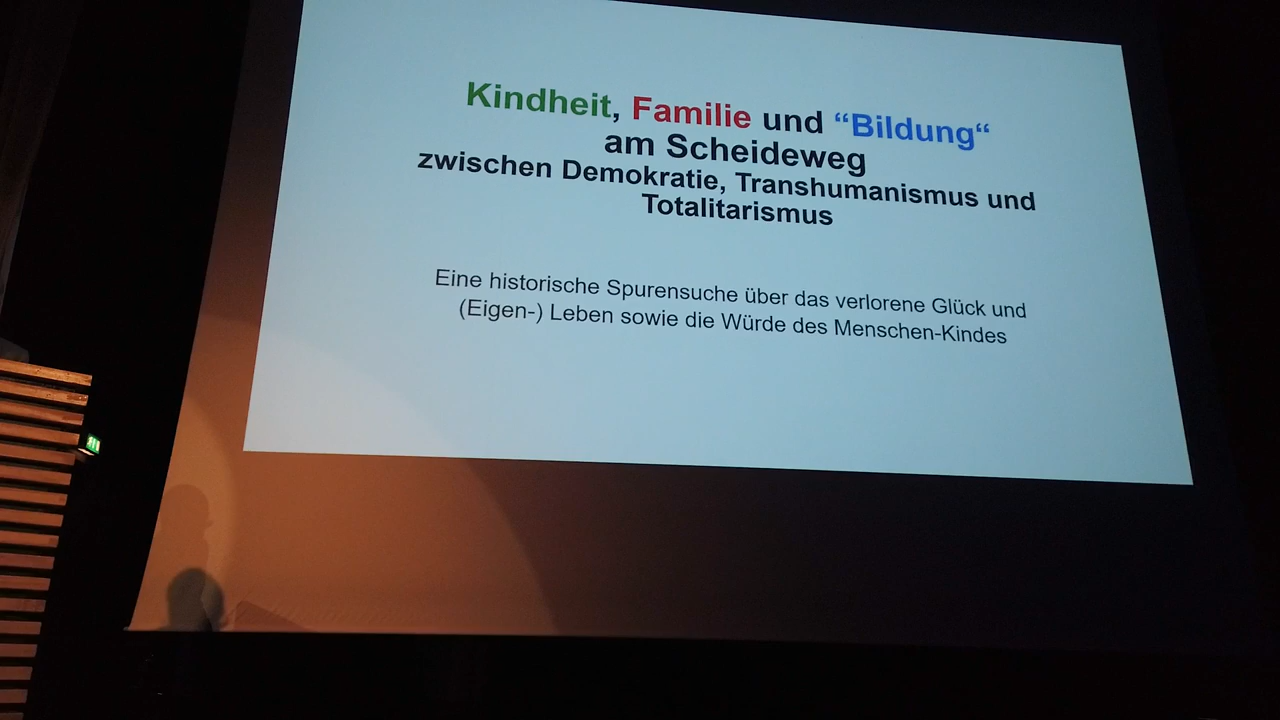 Kindheit, Familie und “Bildung“
am Scheideweg
zwischen Demokratie, Transhumanismus und
Totalitarismus
Eine historische Spurensuche über das verlorene Glück und
(Eigen-) Leben sowie die Würde des Menschen-Kindes